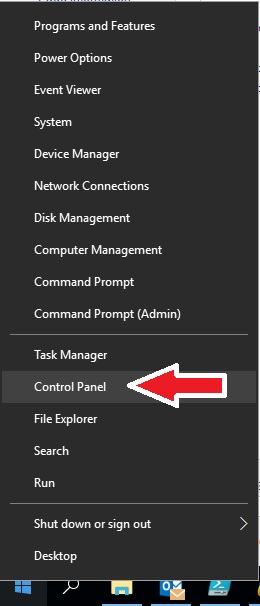 Programs and Features
Power Options
Event Viewer
System
Device Manager
Network Connections
Disk Management
Computer Management
Command Prompt
Command Prompt (Admin)
Task Manager
Control Panel
File Explorer
Search
Run
Shut down or sign out
Desktop